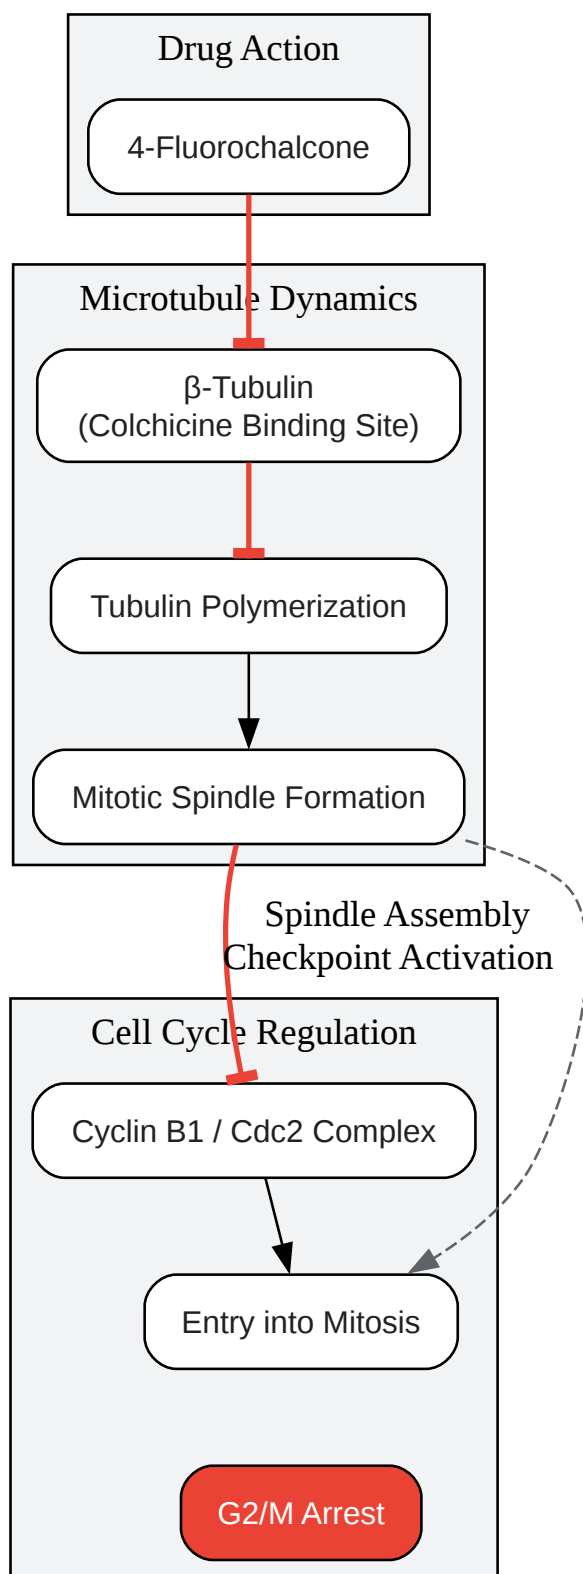 Drug Action
4-Fluorochalcone
Microtubule Dynamics
β-Tubulin
(Colchicine Binding Site)
Tubulin Polymerization
Mitotic Spindle Formation
Spindle Assembly
Checkpoint Activation
Cell Cycle Regulation
Cyclin B1 / Cdc2 Complex
Entry into Mitosis
G2/M Arrest